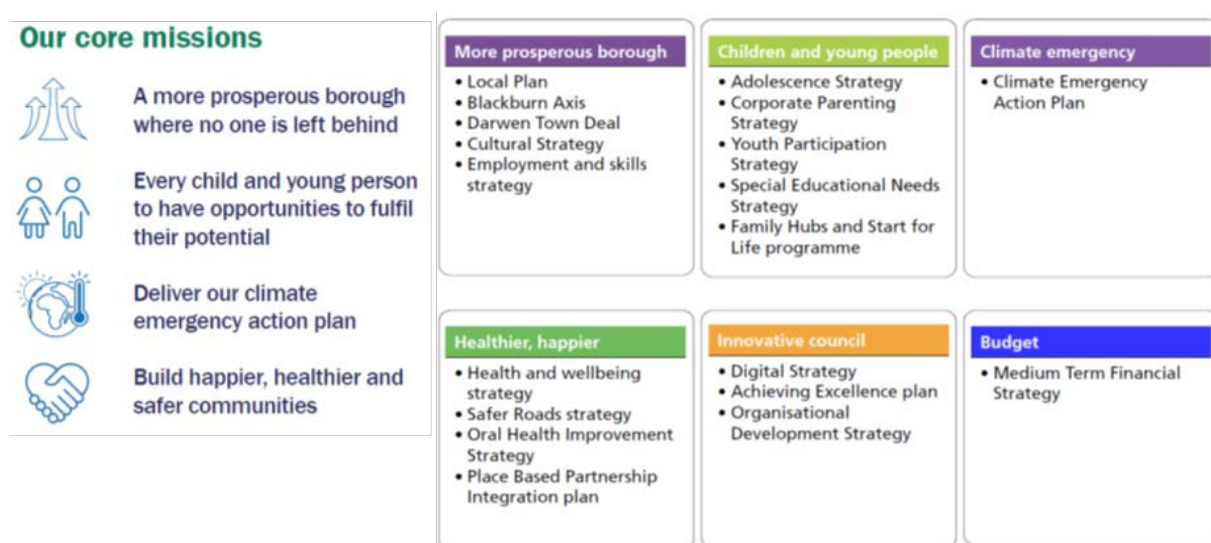 Our core missions
A more prosperous borough
where no one is left behind
Every child and young person
to have opportunities to fulfil
their potential
Deliver our climate
emergency action plan
Build happier, healthier and
safer communities
More prosperous borough
• Local Plan
• Blackburn Axis
• Darwen Town Deal
• Cultural Strategy
• Employment and skills
strategy
Children and young people
• Adolescence Strategy
• Corporate Parenting
Strategy
• Youth Participation
Strategy
• Special Educational Needs
Strategy
• Family Hubs and Start for
Life programme
Climate emergency
• Climate Emergency
Action Plan
Healthier, happier
• Health and wellbeing
strategy
• Safer Roads strategy
• Oral Health Improvement
Strategy
• Place Based Partnership
Integration plan
Innovative council
• Digital Strategy
• Achieving Excellence plan
• Organisational
Development Strategy
Budget
• Medium Term Financial
Strategy